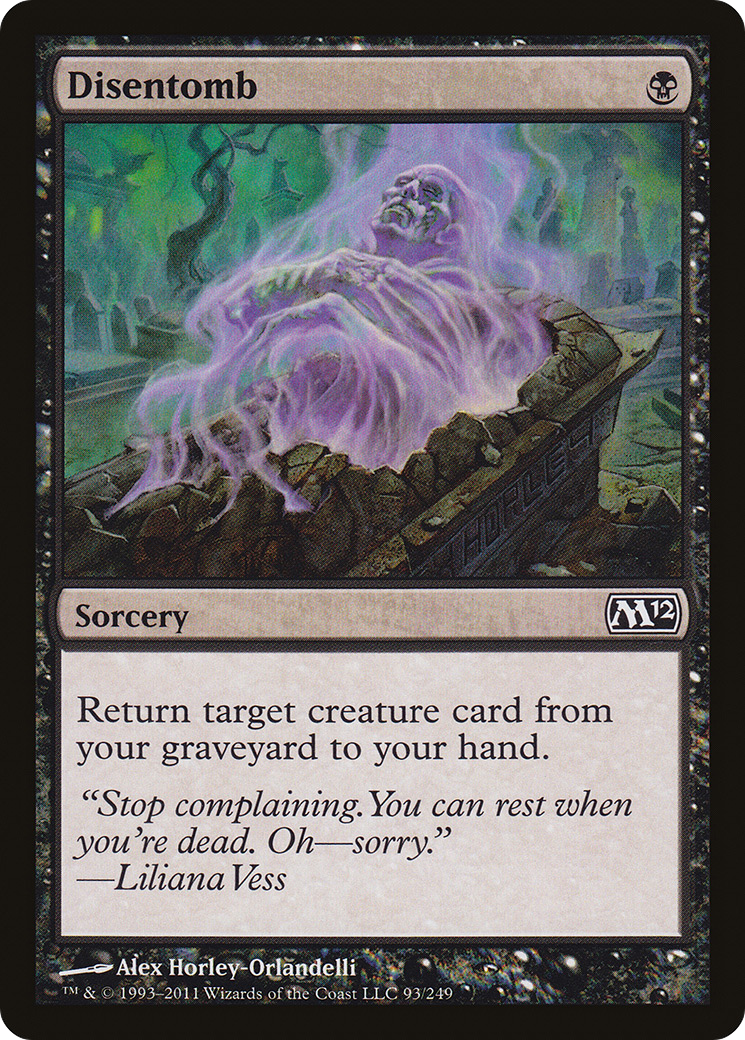 Disentomb
HORLEY
Sorcery
M12
Return target creature card from
your graveyard to your hand.
“Stop complaining. You can rest when
you’re dead. Oh—sorry.”
—Liliana Vess
Alex Horley-Orlandelli
™ & © 1993–2011 Wizards of the Coast LLC 93/249